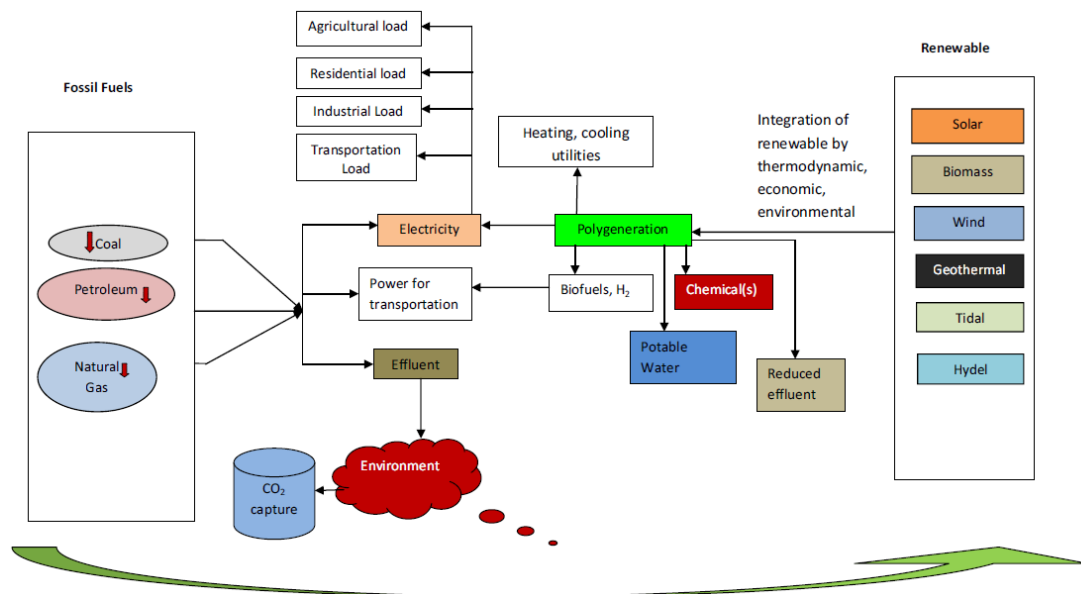 Fossil Fuels
Coal
Petroleum
Natural
Gas
Agricultural load
Residential load
Industrial Load
Transportation
Load
Heating, cooling
utilities
Electricity
Polygeneration
Power for
transportation
Biofuels, H₂
Chemical(s)
Effluent
Potable
Water
Reduced
effluent
Environment
CO₂
capture
Integration of
renewable by
thermodynamic,
economic,
environmental
Renewable
Solar
Biomass
Wind
Geothermal
Tidal
Hydel